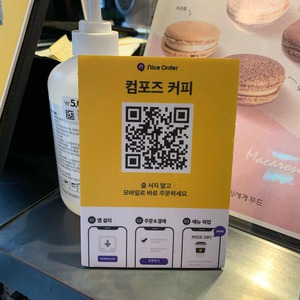 nice Order
컴포즈 커피
줄 서지 말고
모바일로 바로 주문하세요.
01 앱 설치
02 주문&결제
03 메뉴 픽업
PICK UP!
Macaron